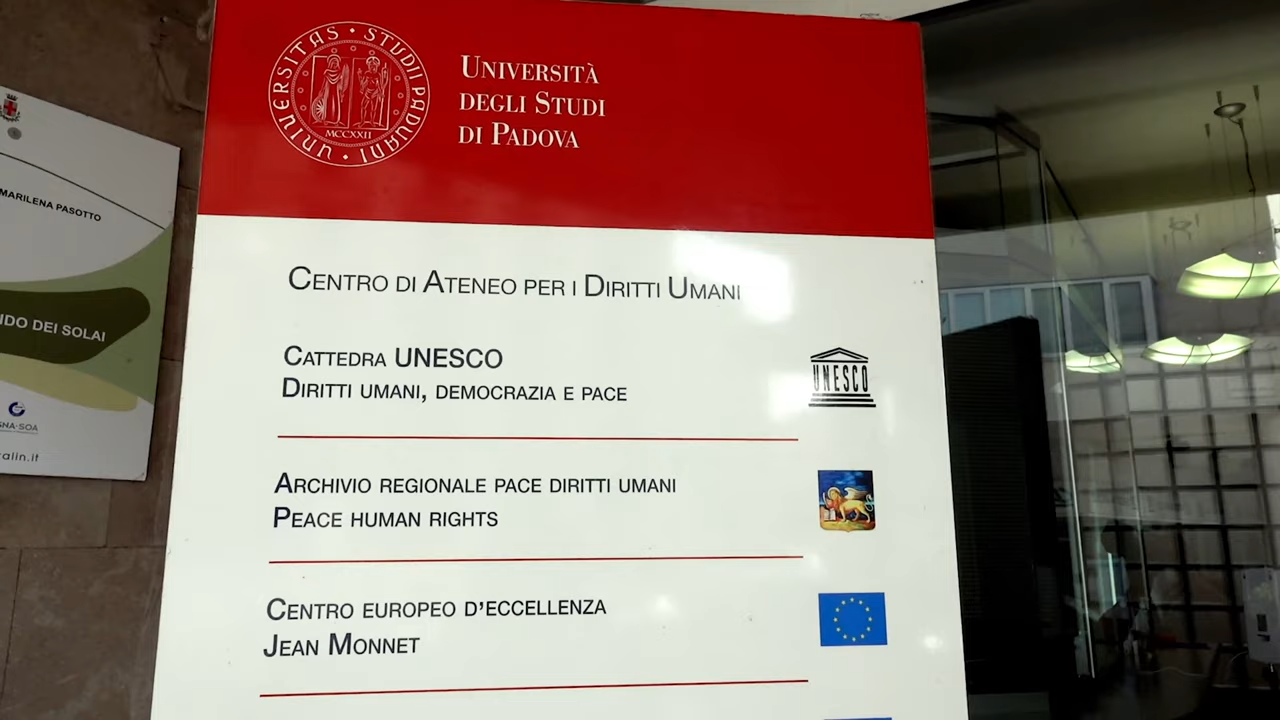 UNIVERSITAS STUDII PADUANI
MCCXXII
UNIVERSITÀ
DEGLI STUDI
DI PADOVA
CENTRO DI ATENEO PER I DIRITTI UMANI
CATTEDRA UNESCO
DIRITTI UMANI, DEMOCRAZIA E PACE
UNESCO
ARCHIVIO REGIONALE PACE DIRITTI UMANI
PEACE HUMAN RIGHTS
CENTRO EUROPEO D'ECCELLENZA
JEAN MONNET
MARILENA PASOTTO
DEI SOLAI